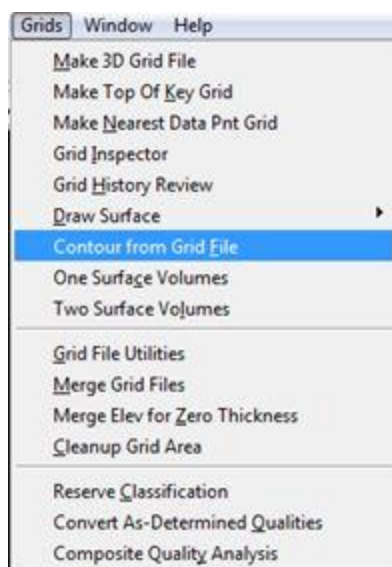 Grids Window Help
Make 3D Grid File
Make Top Of Key Grid
Make Nearest Data Pnt Grid
Grid Inspector
Grid History Review
Draw Surface
Contour from Grid File
One Surface Volumes
Two Surface Volumes
Grid File Utilities
Merge Grid Files
Merge Elev for Zero Thickness
Cleanup Grid Area
Reserve Classification
Convert As-Determined Qualities
Composite Quality Analysis